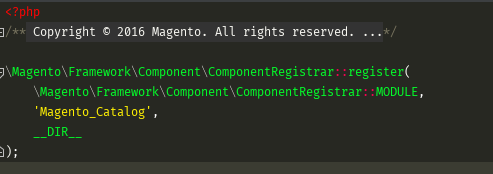 <?php
/** Copyright © 2016 Magento. All rights reserved. ...*/
\Magento\Framework\Component\ComponentRegistrar::register(
\Magento\Framework\Component\ComponentRegistrar::MODULE,
'Magento_Catalog',
__DIR__
);